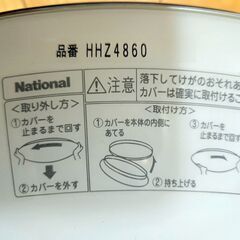 品番 HHZ4860
National
注意
落下してけがのおそれあ
カバーは確実に取付ける
＜取り外し方＞
①カバーを
止まるまで回す
②カバーを外す
＜取付け方＞
①カバーを本体の内側に
あてる
②持ち上げる
③カバーを
止まるまで回す